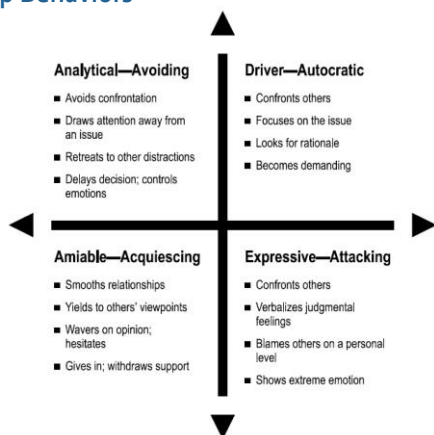 p Behaviors
Analytical—Avoiding
■ Avoids confrontation
■ Draws attention away from
an issue
■ Retreats to other distractions
■ Delays decision; controls
emotions
Driver—Autocratic
■ Confronts others
■ Focuses on the issue
■ Looks for rationale
■ Becomes demanding
Amiable—Acquiescing
■ Smooths relationships
■ Yields to others' viewpoints
■ Wavers on opinion;
hesitates
■ Gives in; withdraws support
Expressive—Attacking
■ Confronts others
■ Verbalizes judgmental
feelings
■ Blames others on a personal
level
■ Shows extreme emotion